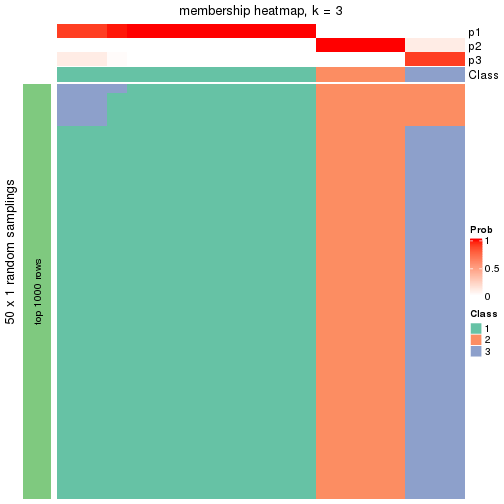 membership heatmap, k = 3
p1
p2
p3
Class
50 x 1 random samplings
top 1000 rows
Prob
1
0.5
0
Class
1
2
3